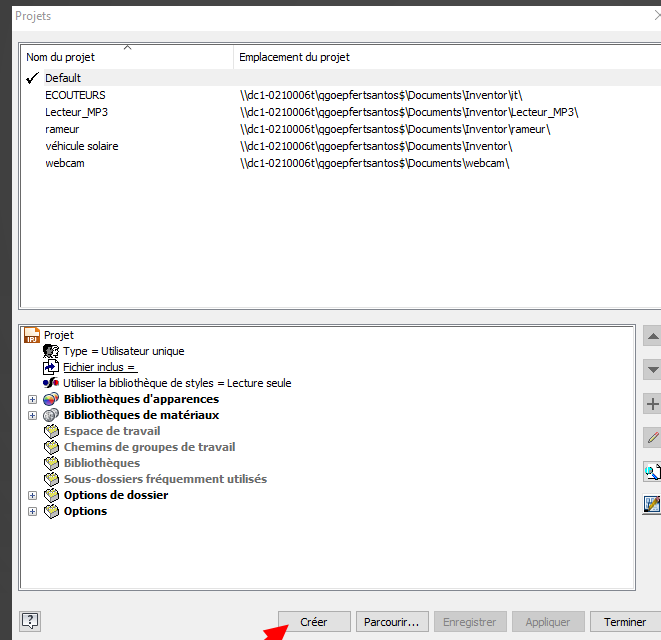 Projets
Nom du projet Emplacement du projet
Default
ECOUTEURS \\dc1-0210006t\qgoepfertsantos$\Documents\Inventor\it\
Lecteur_MP3 \\dc1-0210006t\qgoepfertsantos$\Documents\Inventor\Lecteur_MP3\
rameur \\dc1-0210006t\qgoepfertsantos$\Documents\Inventor\rameur\
véhicule solaire \\dc1-0210006t\qgoepfertsantos$\Documents\Inventor\
webcam \\dc1-0210006t\qgoepfertsantos$\Documents\webcam\
IPJ Projet
Type = Utilisateur unique
Fichier inclus =
Utiliser la bibliothèque de styles = Lecture seule
Bibliothèques d'apparences
Bibliothèques de matériaux
Espace de travail
Chemins de groupes de travail
Bibliothèques
Sous-dossiers fréquemment utilisés
Options de dossier
Options
? Créer Parcourir... Enregistrer Appliquer Terminer